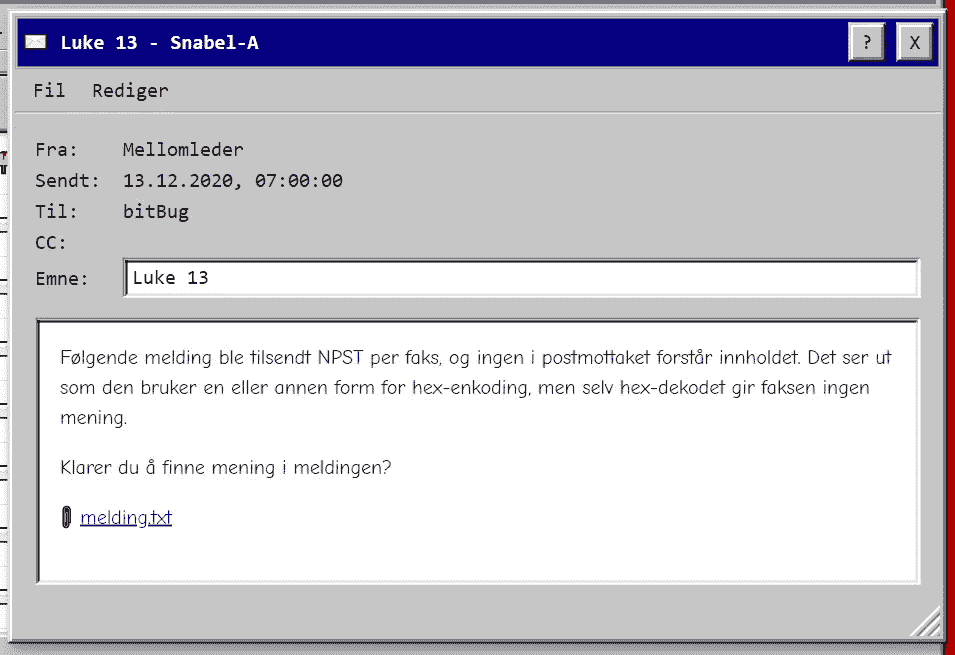 Luke 13 - Snabel-A
? X
Fil Rediger
Fra: Mellomleder
Sendt: 13.12.2020, 07:00:00
Til: bitBug
CC:
Emne: Luke 13
Følgende melding ble tilsendt NPST per faks, og ingen i postmottaket forstår innholdet. Det ser ut
som den bruker en eller annen form for hex-enkoding, men selv hex-dekodet gir faksen ingen
mening.
Klarer du å finne mening i meldingen?
melding.txt